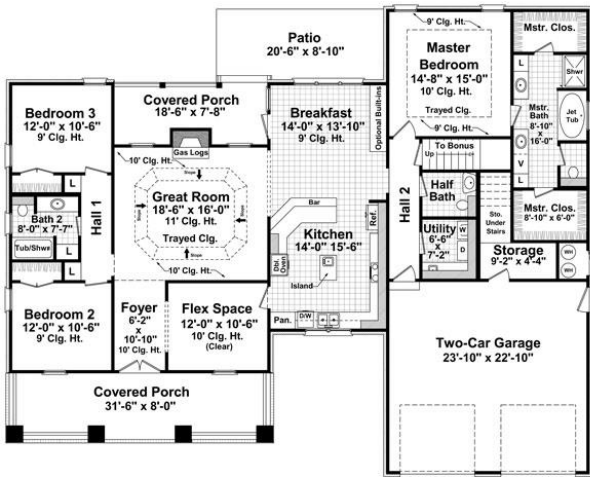 Patio
20'-6" x 8'-10"
9' Clg. Ht.
Master
Bedroom
14'-8" x 15'-0"
10' Clg. Ht.
Trayed Clg.
9' Clg. Ht.
Mstr. Clos.
L
Shwr
Mstr.
Bath
8'-10"
x
16'-0"
Jet
Tub
V
L
Mstr. Clos.
8'-10" x 6'-0"
Bedroom 3
12'-0" x 10'-6"
9' Clg. Ht.
Covered Porch
18'-6" x 7'-8"
Gas Logs
10' Clg. Ht.
Breakfast
14'-0" x 13'-10"
9' Clg. Ht.
Optional Built-ins
To Bonus
Up
Half
Bath
Hall 2
Sto.
Under
Stairs
Utility
6'-6"
x
7'-2"
W
D
Storage
9'-2" x 4'-4"
WH
WH
L
Bath 2
8'-0" x 7'-7"
Tub/Shwr
L
L
Hall 1
Slope
Slope
Great Room
18'-6" x 16'-0"
11' Clg. Ht.
Trayed Clg.
Slope
Slope
10' Clg. Ht.
Bar
Kitchen
14'-0" 15'-6"
Ref.
Dbl.
Oven
Island
Pan.
D/W
Bedroom 2
12'-0" x 10'-6"
9' Clg. Ht.
Foyer
6'-2"
x
10'-10"
10' Clg. Ht.
Flex Space
12'-0" x 10'-6"
10' Clg. Ht.
(Clear)
Two-Car Garage
23'-10" x 22'-10"
Covered Porch
31'-6" x 8'-0"